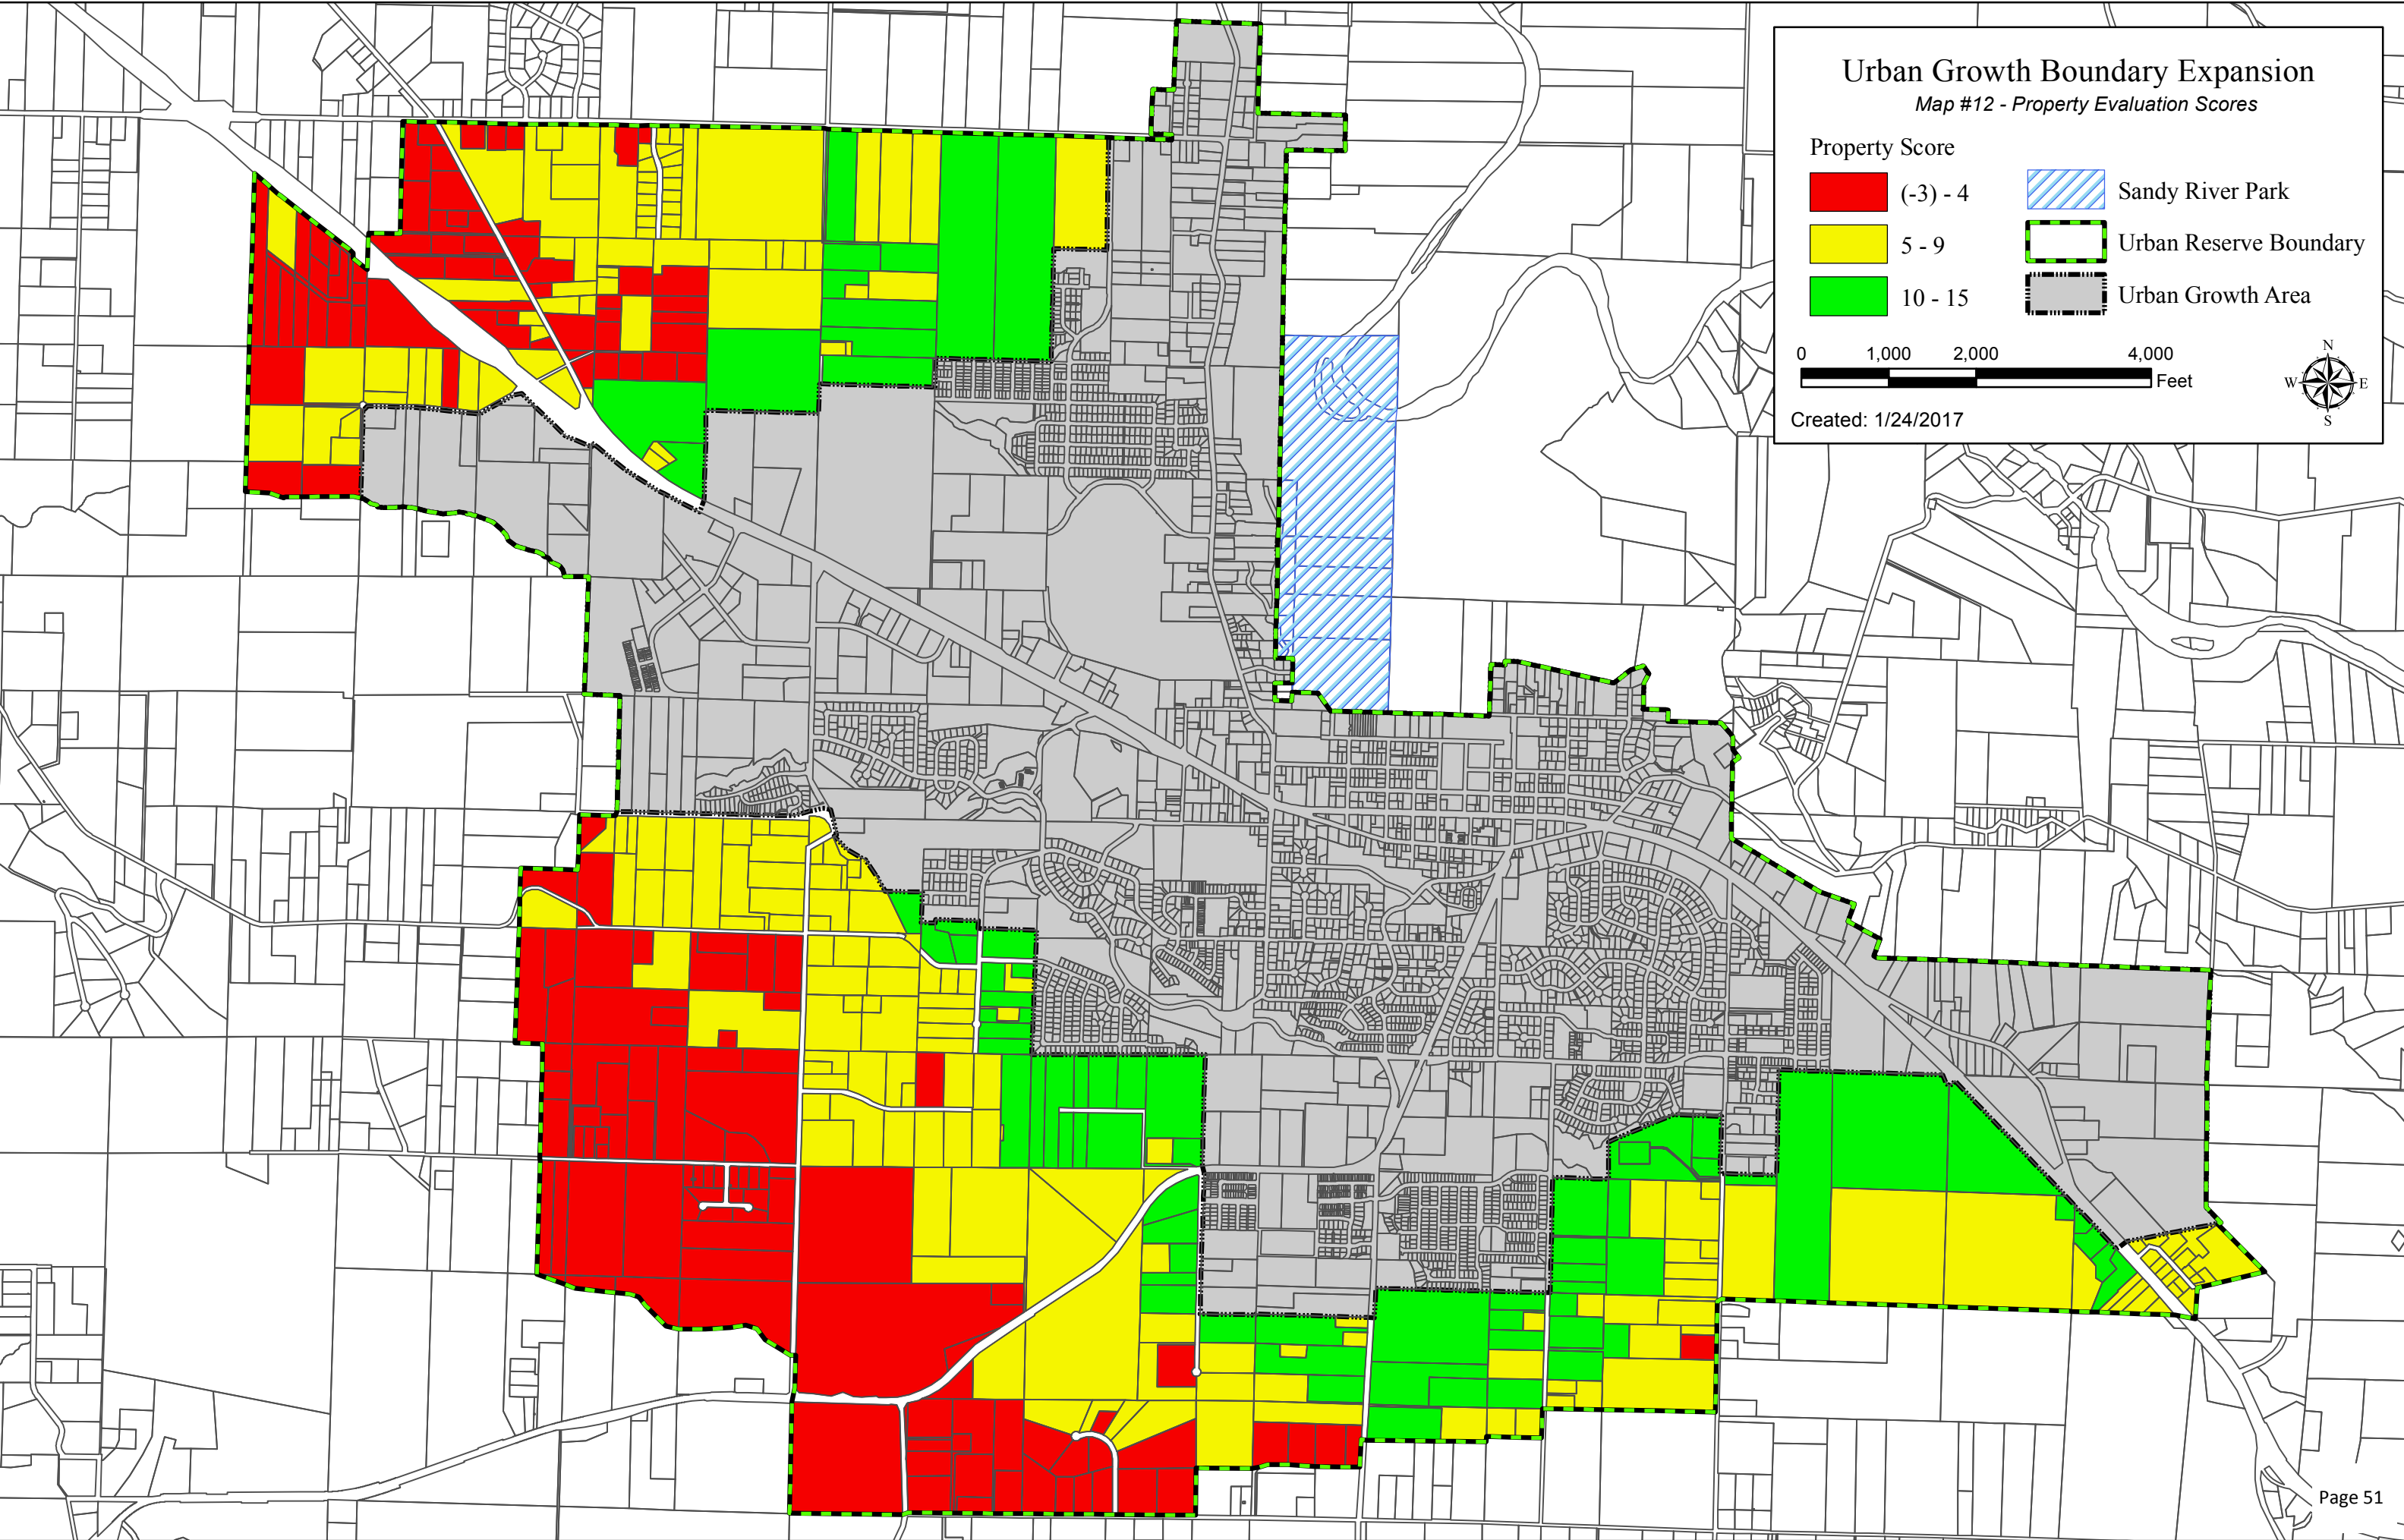 Urban Growth Boundary Expansion
Map #12 - Property Evaluation Scores
Property Score
(-3) - 4
5 - 9
10 - 15
Sandy River Park
Urban Reserve Boundary
Urban Growth Area
0 1,000 2,000 4,000
Feet
N
W E
S
Created: 1/24/2017
Page 51